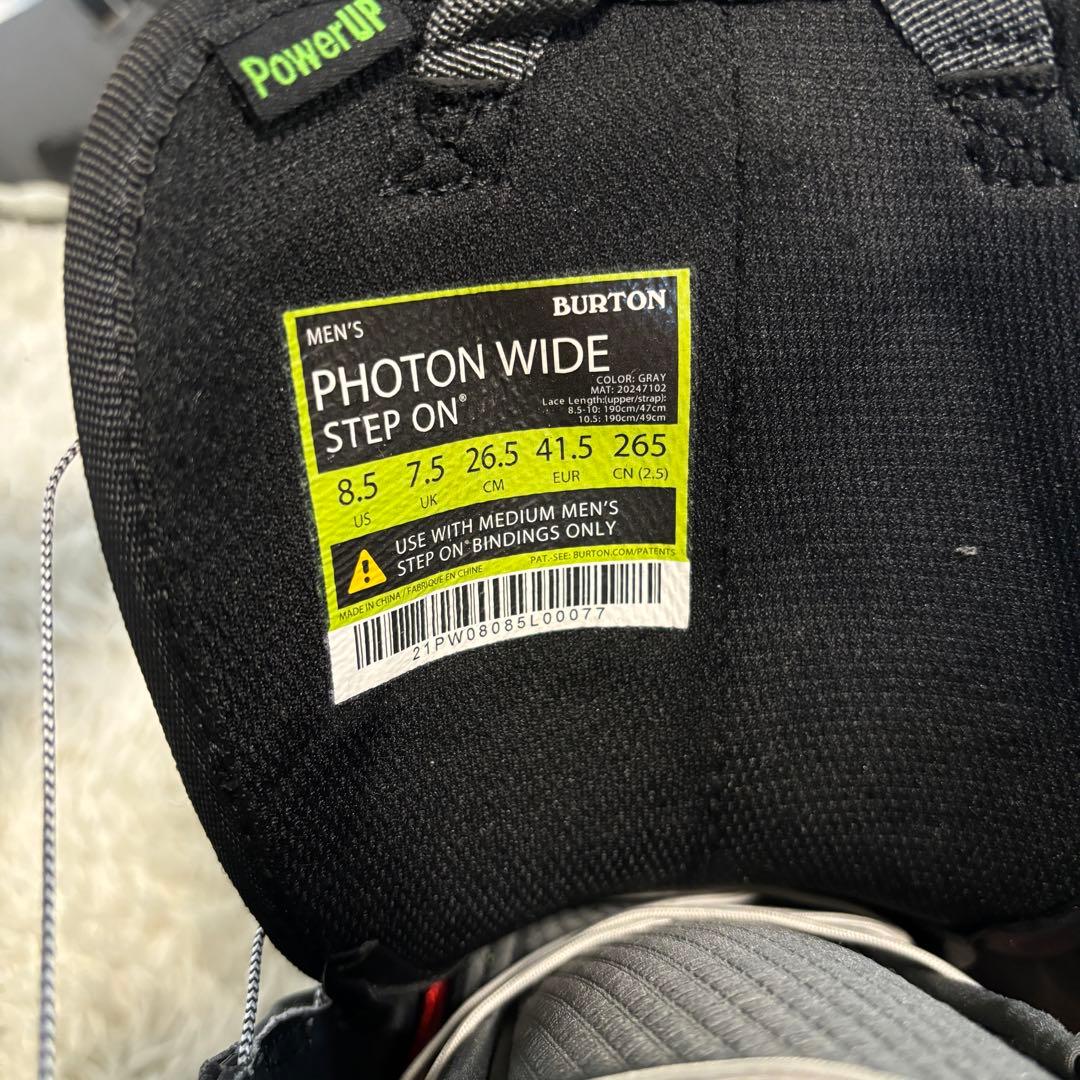 PowerUP
BURTON
MEN'S
PHOTON WIDE
STEP ON®
COLOR: GRAY
MAT: 20247102
Lace Length:(upper/strap):
8.5-10: 190cm/47cm
10.5: 190cm/49cm
8.5 7.5 26.5 41.5 265
US UK CM EUR CN (2.5)
USE WITH MEDIUM MEN'S
STEP ON® BINDINGS ONLY
PAT.-SEE: BURTON.COM/PATENTS
MADE IN CHINA / FABRIQUE EN CHINE
21PW08085L00077